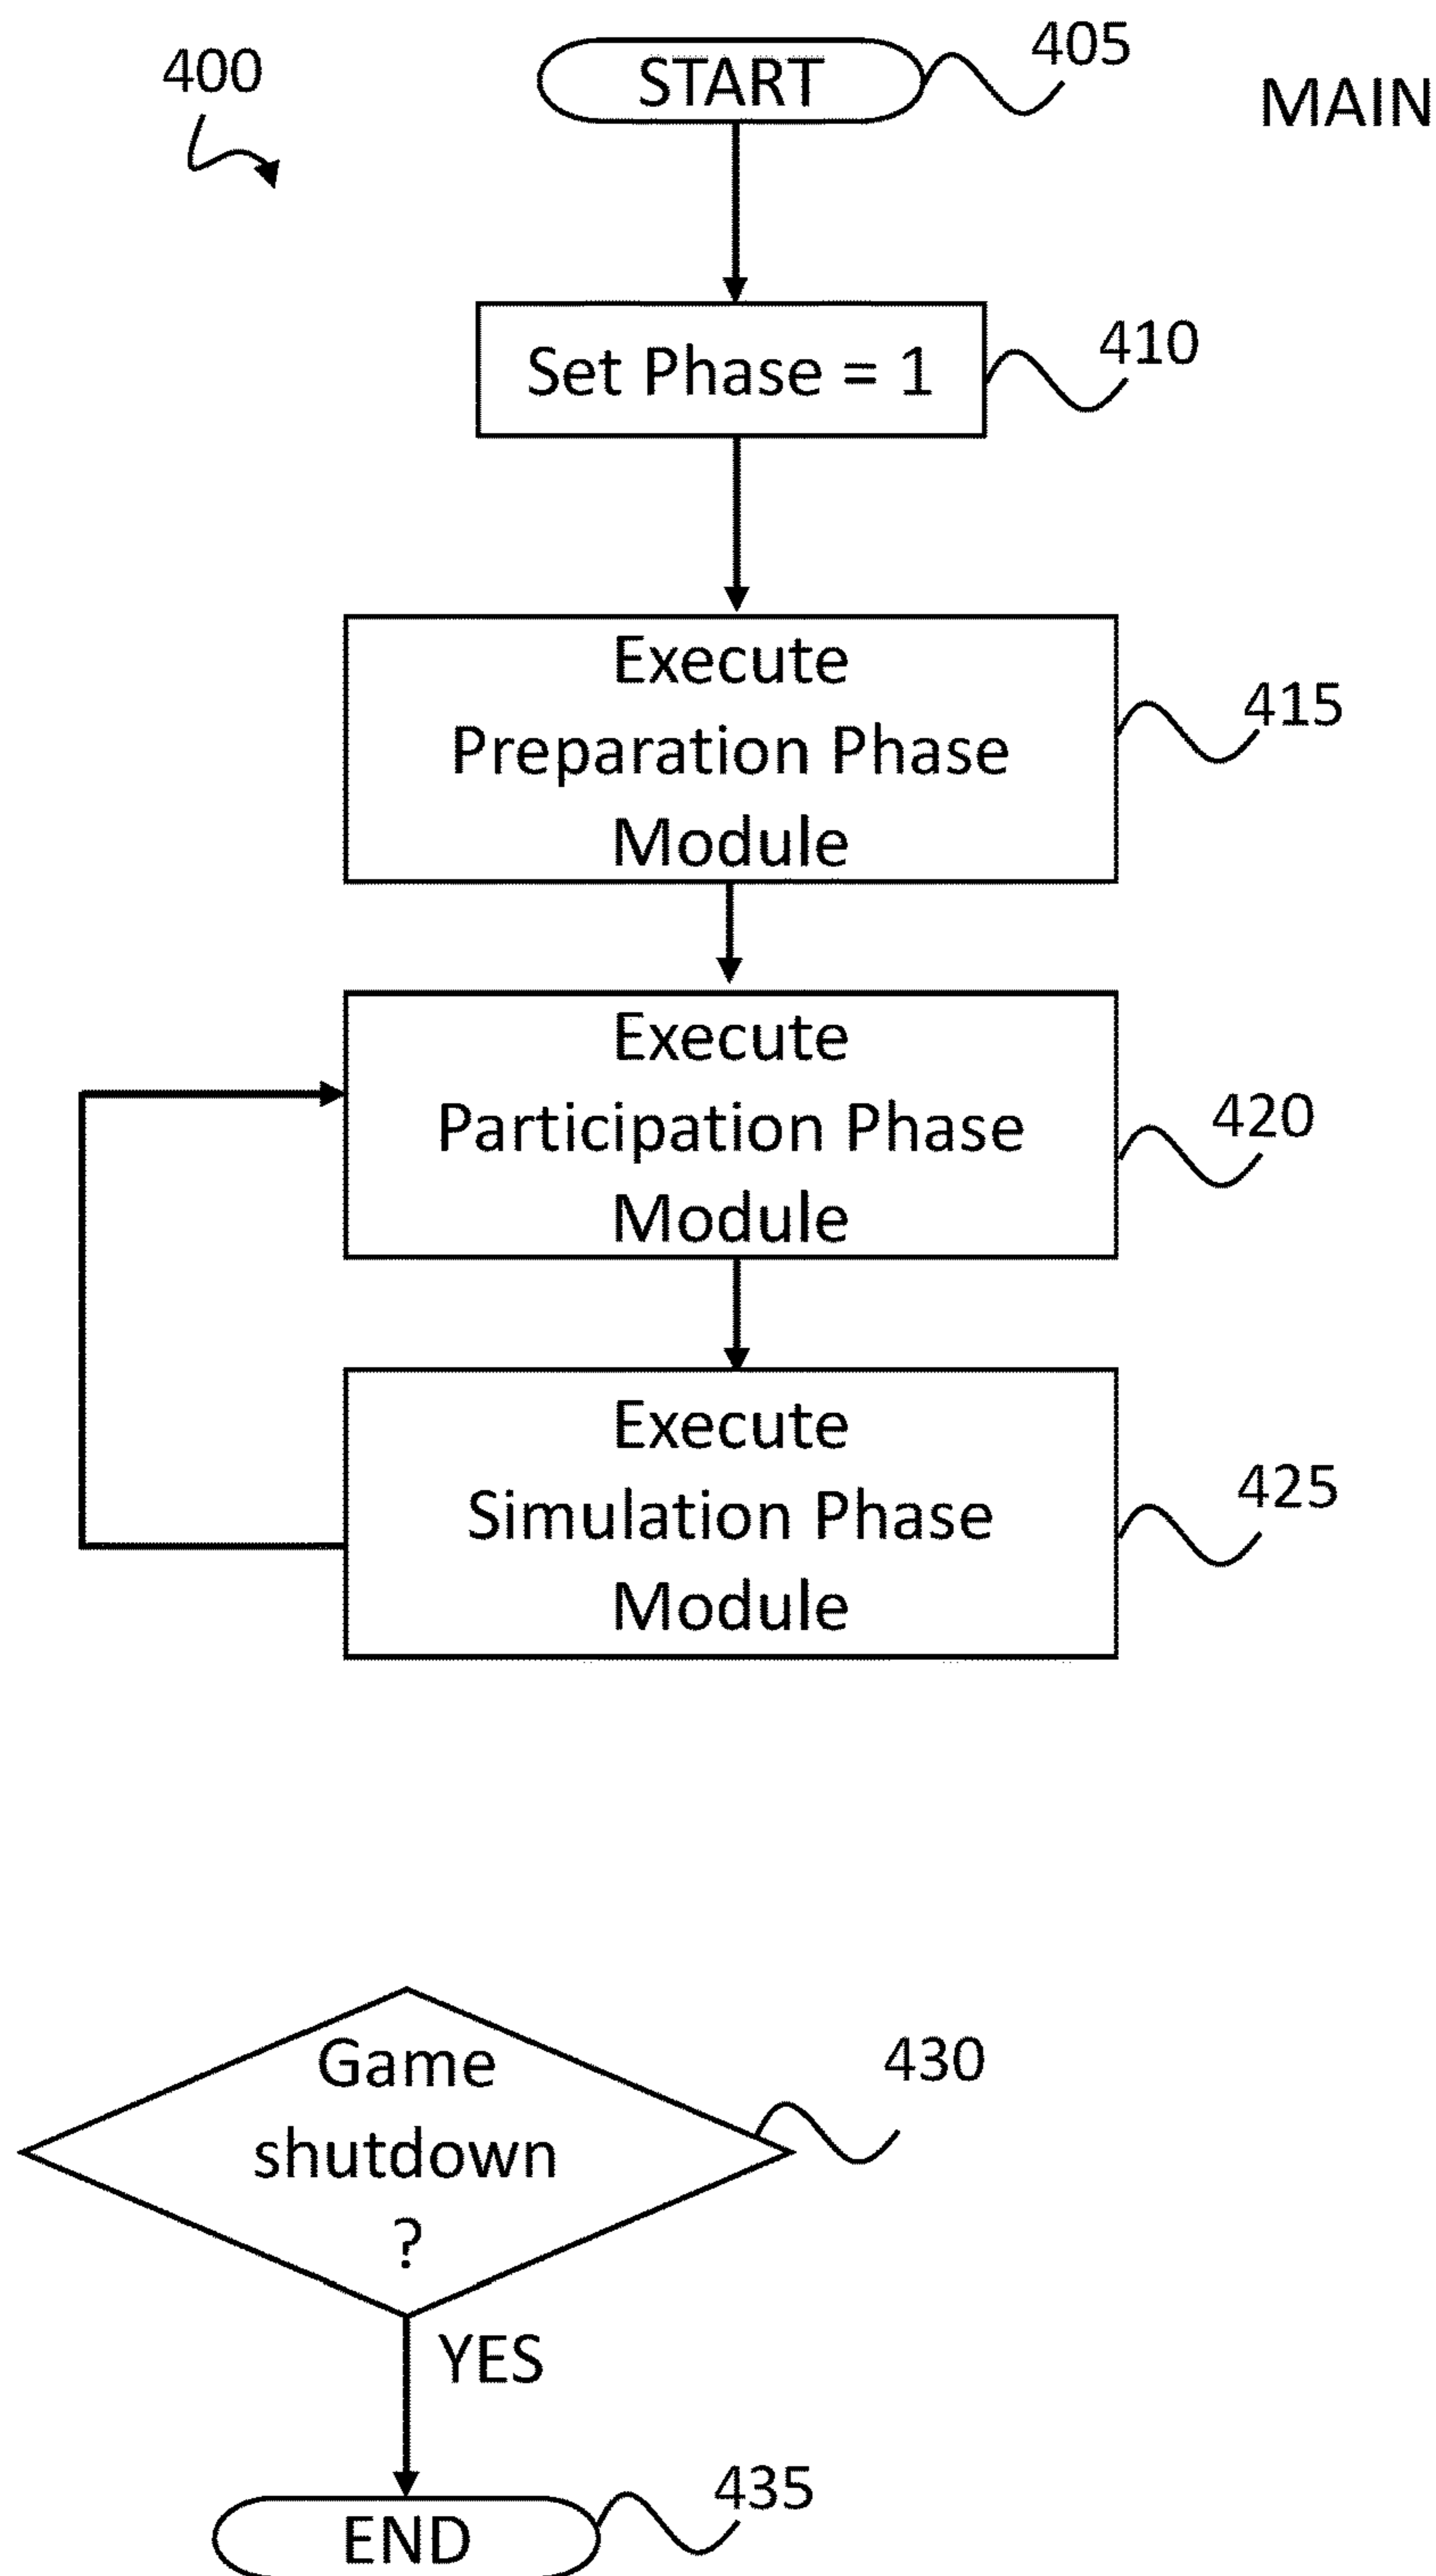 400
START
405
MAIN
Set Phase = 1
410
Execute
Preparation Phase
Module
415
Execute
Participation Phase
Module
420
Execute
Simulation Phase
Module
425
Game
shutdown
?
430
YES
END
435